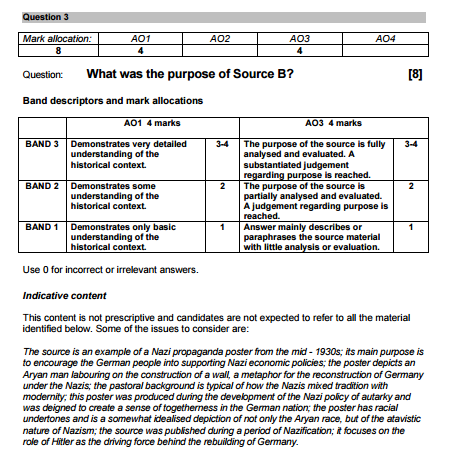 Question 3
Mark allocation: AO1 AO2 AO3 AO4
8 4 4
Question: What was the purpose of Source B? [8]
Band descriptors and mark allocations
AO1 4 marks AO3 4 marks
BAND 3 Demonstrates very detailed 3-4 The purpose of the source is fully 3-4
understanding of the analysed and evaluated. A
historical context. substantiated judgement
regarding purpose is reached.
BAND 2 Demonstrates some 2 The purpose of the source is 2
understanding of the partially analysed and evaluated.
historical context. A judgement regarding purpose is
reached.
BAND 1 Demonstrates only basic 1 Answer mainly describes or 1
understanding of the paraphrases the source material
historical context. with little analysis or evaluation.
Use 0 for incorrect or irrelevant answers.
Indicative content
This content is not prescriptive and candidates are not expected to refer to all the material
identified below. Some of the issues to consider are:
The source is an example of a Nazi propaganda poster from the mid - 1930s; its main purpose is
to encourage the German people into supporting Nazi economic policies; the poster depicts an
Aryan man labouring on the construction of a wall, a metaphor for the reconstruction of Germany
under the Nazis; the pastoral background is typical of how the Nazis mixed tradition with
modernity; this poster was produced during the development of the Nazi policy of autarky and
was deigned to create a sense of togetherness in the German nation; the poster has racial
undertones and is a somewhat idealised depiction of not only the Aryan race, but of the atavistic
nature of Nazism; the source was published during a period of Nazification; it focuses on the
role of Hitler as the driving force behind the rebuilding of Germany.